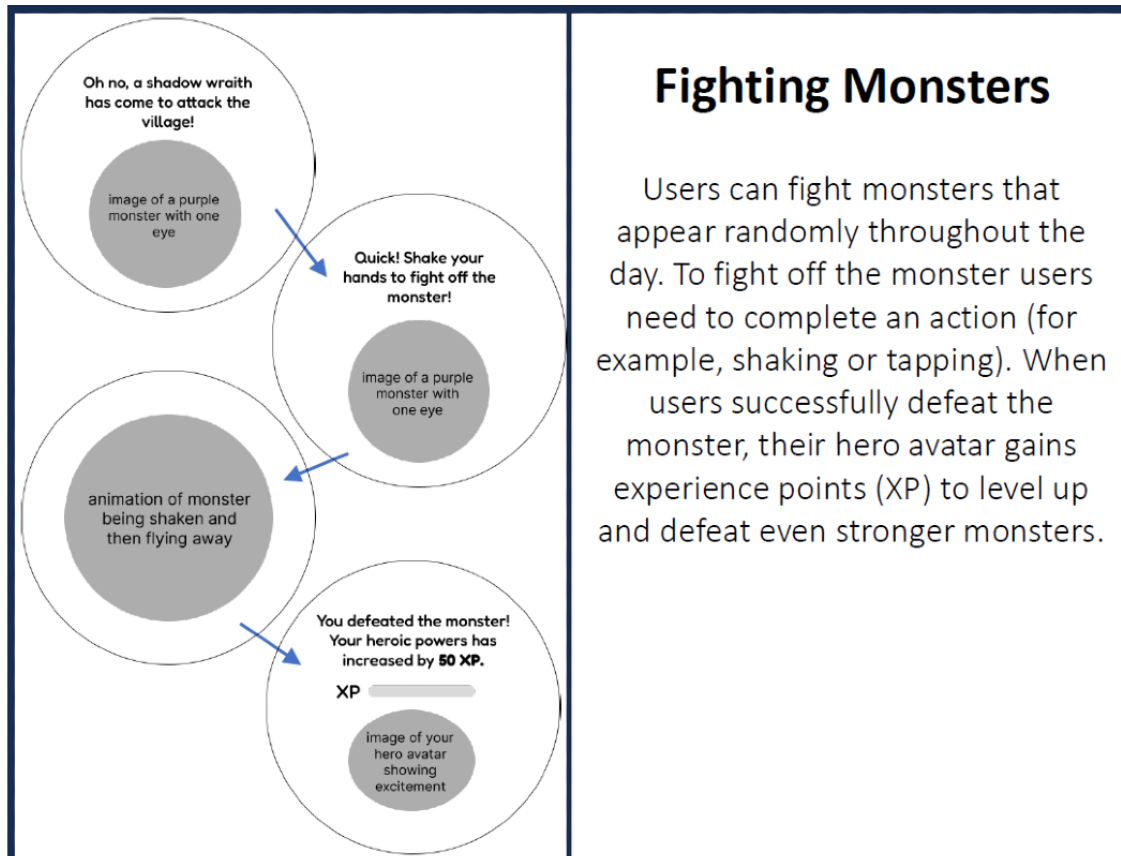 Oh no, a shadow wraith
has come to attack the
village!
image of a purple
monster with one
eye
Quick! Shake your
hands to fight off the
monster!
image of a purple
monster with
one eye
animation of monster
being shaken and
then flying away
You defeated the monster!
Your heroic powers has
increased by 50 XP.
XP
image of your
hero avatar
showing
excitement
Fighting Monsters
Users can fight monsters that
appear randomly throughout the
day. To fight off the monster users
need to complete an action (for
example, shaking or tapping). When
users successfully defeat the
monster, their hero avatar gains
experience points (XP) to level up
and defeat even stronger monsters.